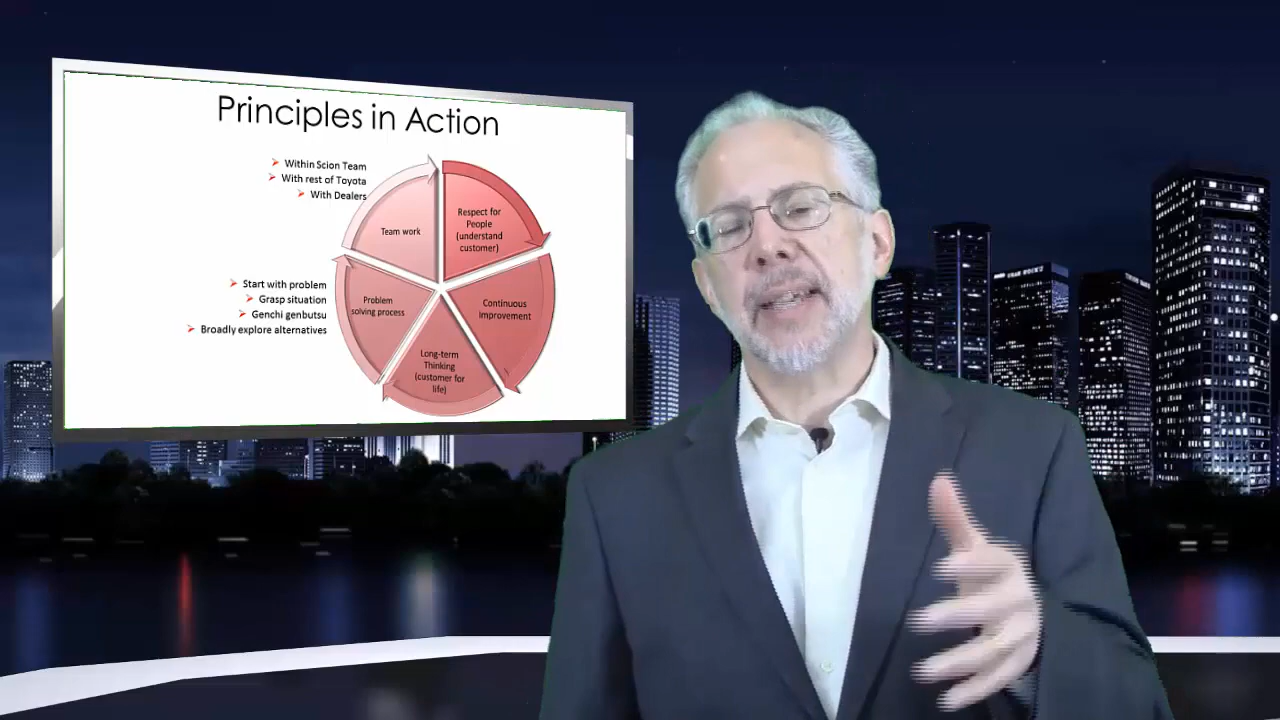 Principles in Action
Within Scion Team
With rest of Toyota
With Dealers
Team work
Respect for
People
(understand
customer)
Start with problem
Grasp situation
Genchi genbutsu
Broadly explore alternatives
Problem
solving process
Continuous
Improvement
Long-term
Thinking
(customer for
life)